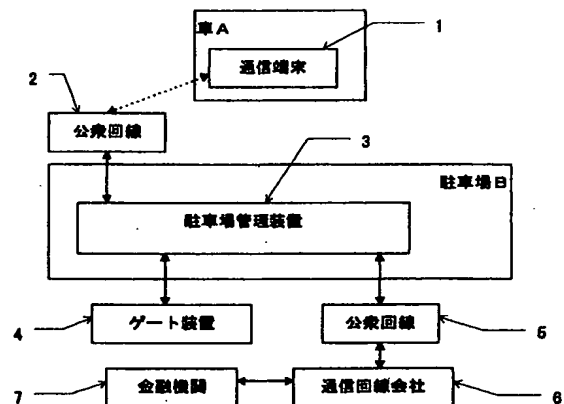 車A
1
通信端末
2
公衆回線
3
駐車場B
駐車場管理装置
4
ゲート装置
公衆回線
5
7
金融機関
通信回線会社
6